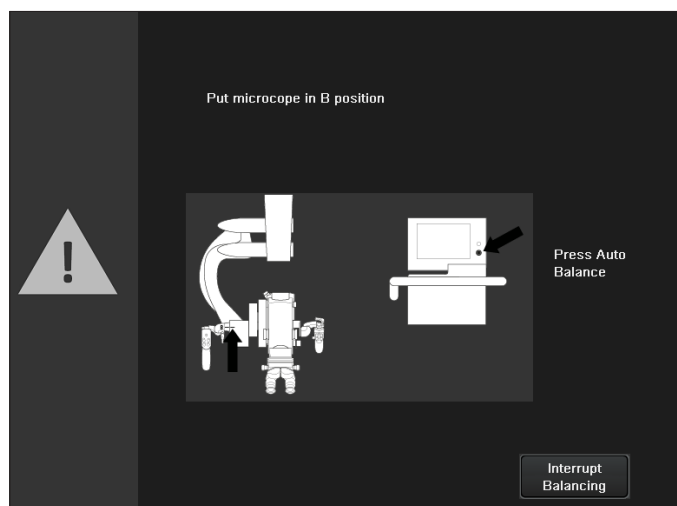 Put microcope in B position
Press Auto
Balance
Interrupt
Balancing